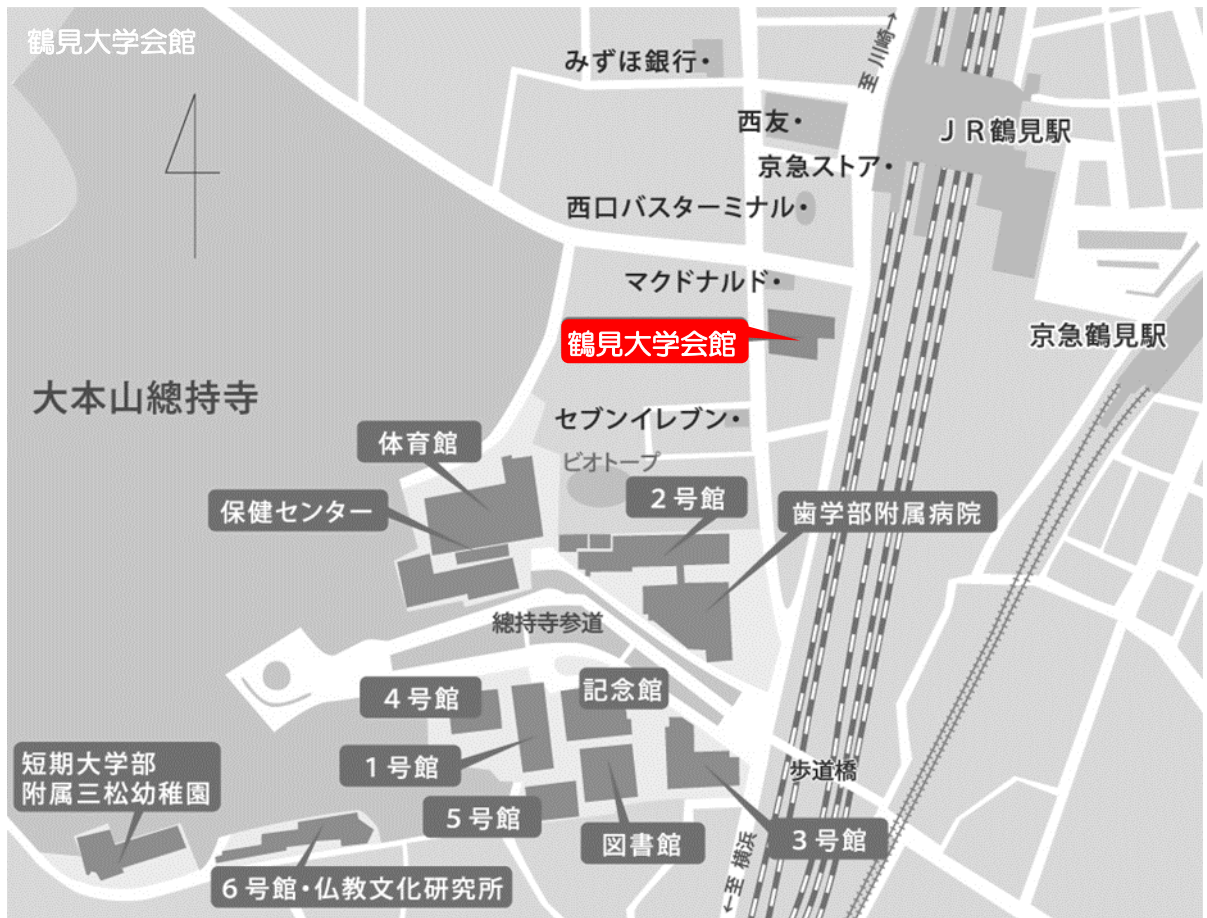 鶴見大学会館
至 川崎→
みずほ銀行・
西友・
JR鶴見駅
京急ストア・
西口バスターミナル・
マクドナルド・
鶴見大学会館
京急鶴見駅
大本山總持寺
セブンイレブン・
体育館
ビオトープ
2号館
保健センター
歯学部附属病院
總持寺参道
4号館
記念館
1号館
短期大学部
附属三松幼稚園
歩道橋
5号館
図書館
3号館
←至 横浜
6号館・仏教文化研究所